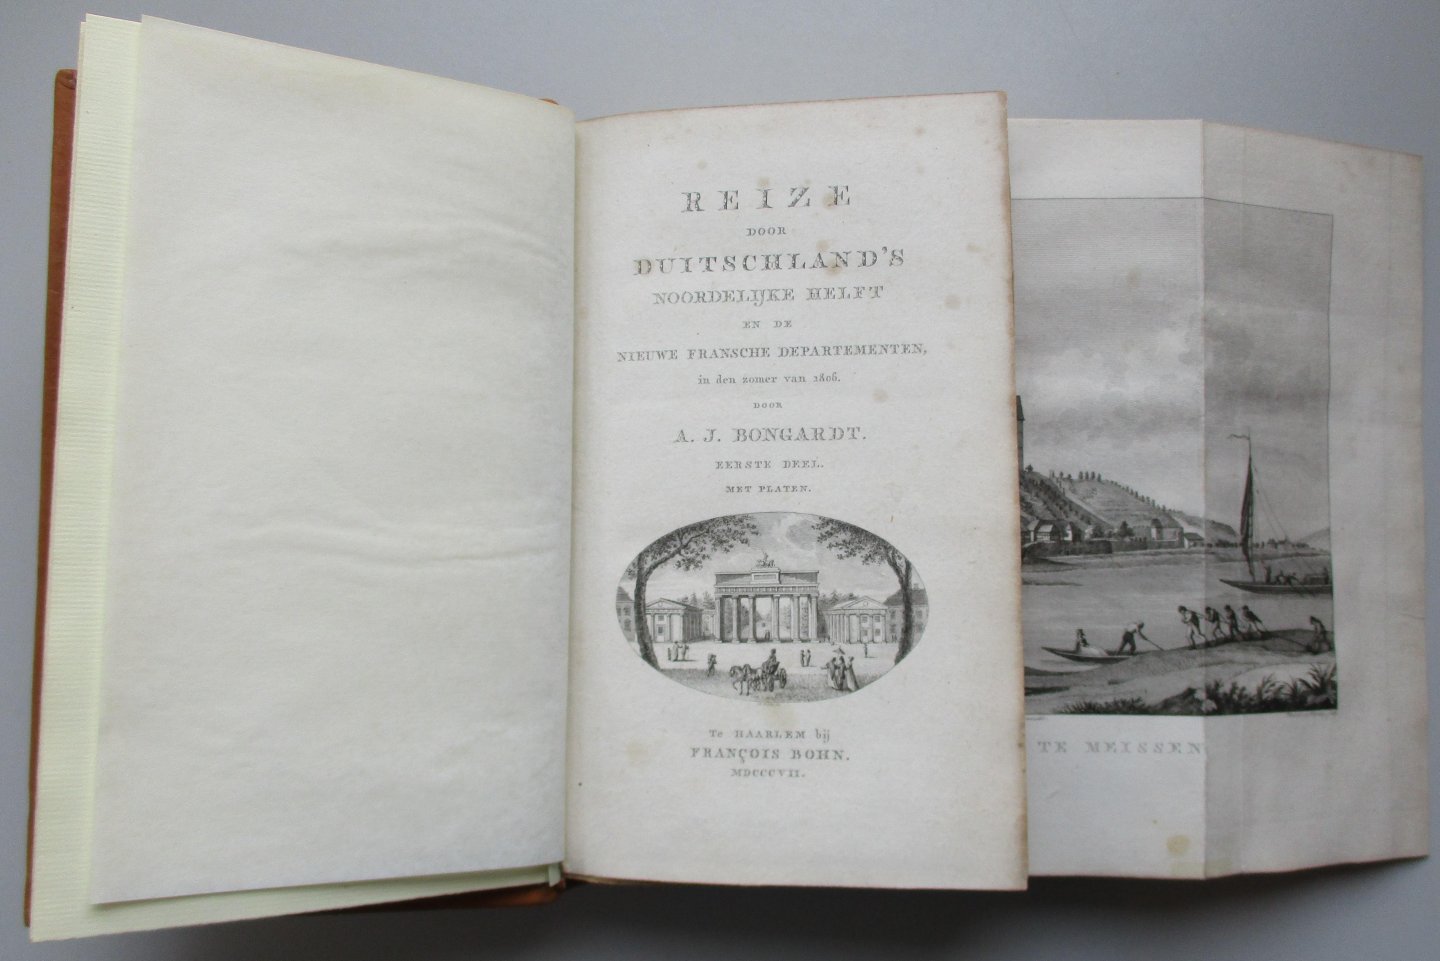 REIZE
DOOR
DUITSCHLAND'S
NOORDELIJKE HELFT
EN DE
NIEUWE FRANSCHE DEPARTEMENTEN,
in den zomer van 1806.
DOOR
A. J. BONGARDT.
EERSTE DEEL.
MET PLATEN.
Te HAARLEM bij
FRANÇOIS BOHN.
MDCCCVII.
TE MEISSEN